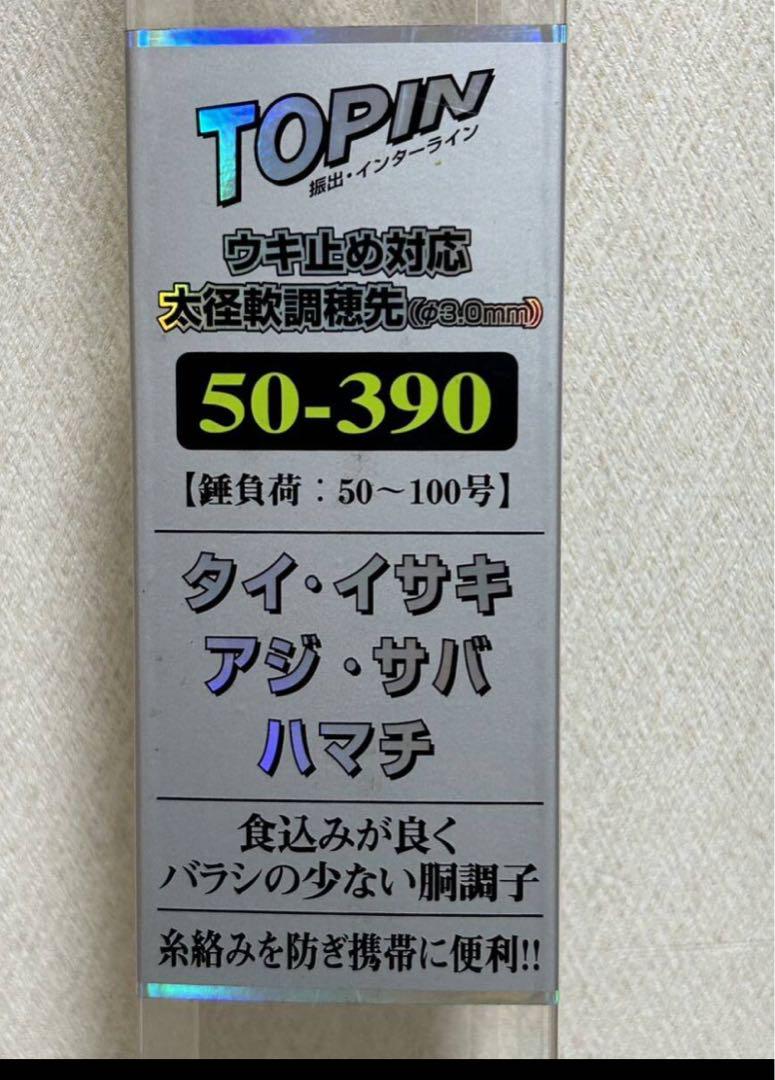 TOPIN
振出・インターライン
ウキ止め対応
太径軟調穂先(φ3.0mm)
50-390
【錘負荷：50～100号】
タイ・イサキ
アジ・サバ
ハマチ
食込みが良く
バラシの少ない胴調子
糸絡みを防ぎ携帯に便利!!